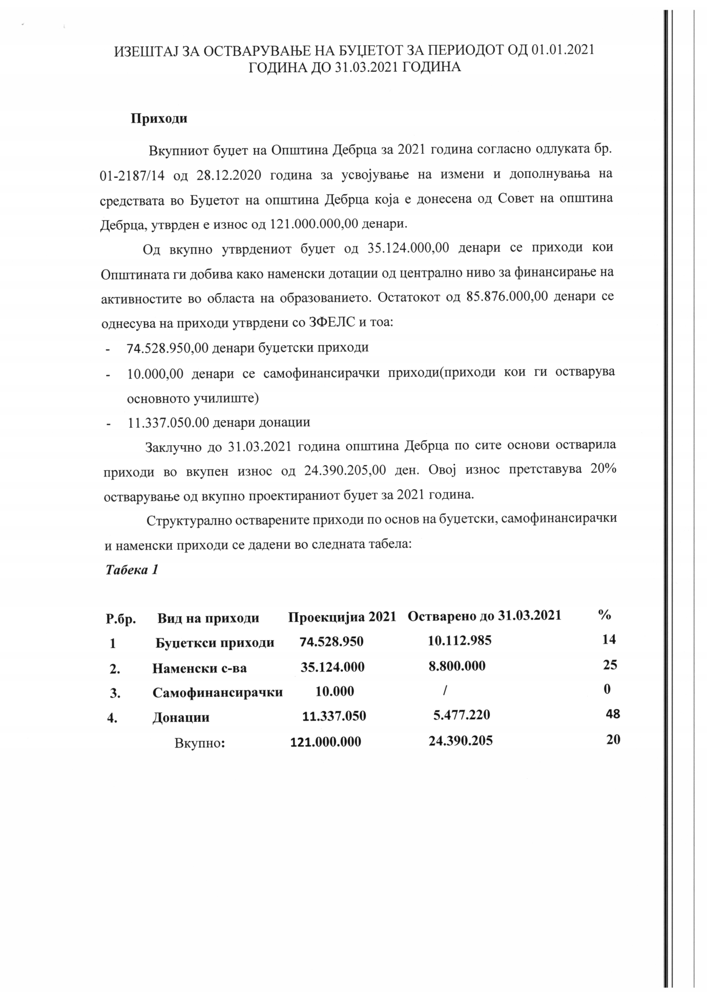 ИЗЕШТАЈ ЗА ОСТВАРУВАЊЕ НА БУЏЕТОТ ЗА ПЕРИОДОТ ОД 01.01.2021
ГОДИНА ДО 31.03.2021 ГОДИНА
Приходи
Вкупниот буџет на Општина Дебрца за 2021 година согласно одлуката бр.
01-2187/14 од 28.12.2020 година за усвојување на измени и дополнувања на
средствата во Буџетот на општина Дебрца која е донесена од Совет на општина
Дебрца, утврден е износ од 121.000.000,00 денари.
Од вкупно утврдениот буџет од 35.124.000,00 денари се приходи кои
Општината ги добива како наменски дотации од централно ниво за финансирање на
активностите во областа на образованието. Остатокот од 85.876.000,00 денари се
однесува на приходи утврдени со ЗФЕЛС и тоа:
- 74.528.950,00 денари буџетски приходи
- 10.000,00 денари се самофинансирачки приходи(приходи кои ги остварува
основното училиште)
- 11.337.050.00 денари донации
Заклучно до 31.03.2021 година општина Дебрца по сите основи остварила
приходи во вкупен износ од 24.390.205,00 ден. Овој износ претставува 20%
остварување од вкупно проектираниот буџет за 2021 година.
Структурално остварените приходи по основ на буџетски, самофинансирачки
и наменски приходи се дадени во следната табела:
Табека 1
Р.бр. Вид на приходи Проекцијиа 2021 Остварено до 31.03.2021 %
1 Буџеткси приходи 74.528.950 10.112.985 14
2. Наменски с-ва 35.124.000 8.800.000 25
3. Самофинансирачки 10.000 / 0
4. Донации 11.337.050 5.477.220 48
Вкупно: 121.000.000 24.390.205 20